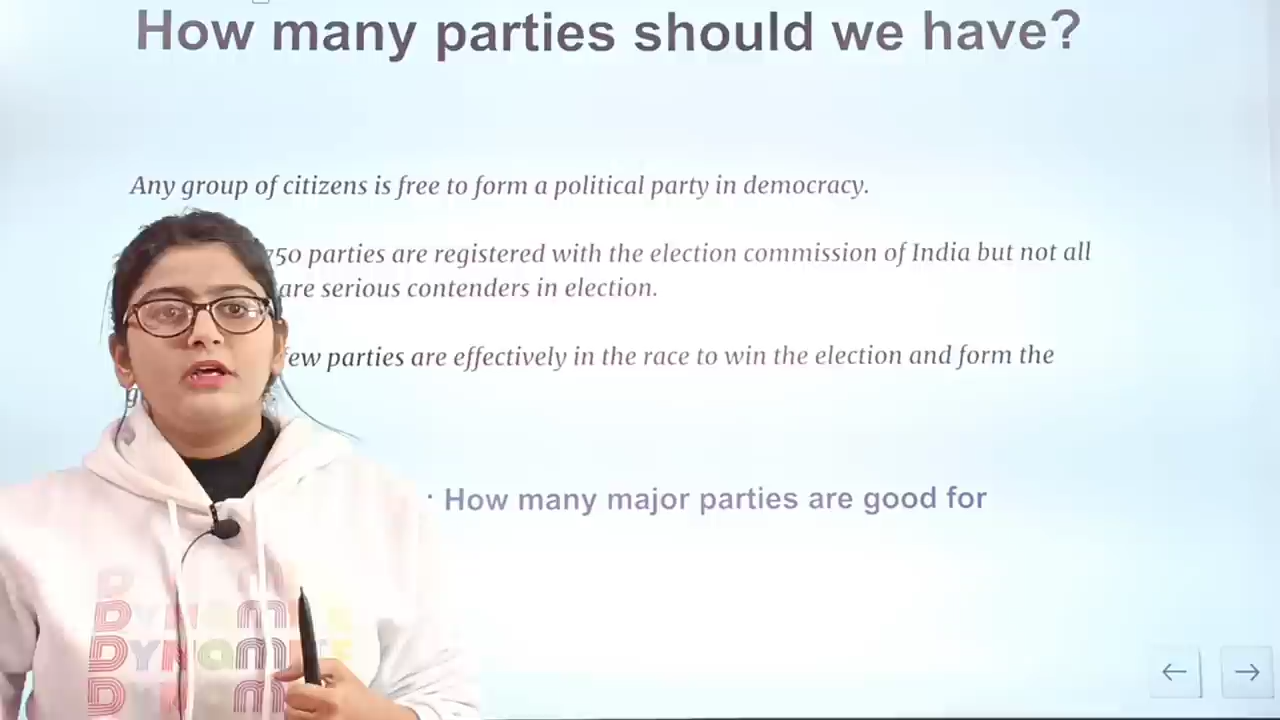 How many parties should we have?
Any group of citizens is free to form a political party in democracy.
750 parties are registered with the election commission of India but not all
are serious contenders in election.
few parties are effectively in the race to win the election and form the
· How many major parties are good for
DYNAMITE